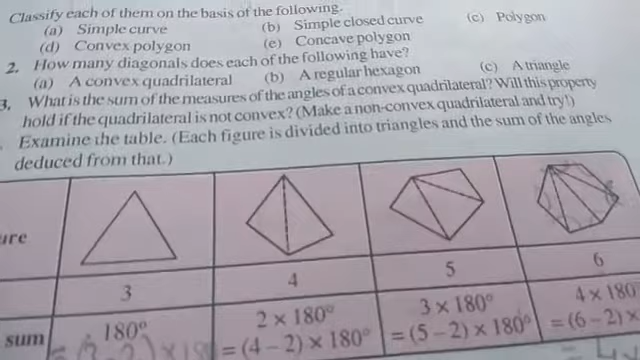 Classify each of them on the basis of the following.
(a) Simple curve (b) Simple closed curve (c) Polygon
(d) Convex polygon (e) Concave polygon
2. How many diagonals does each of the following have?
(a) A convex quadrilateral (b) A regular hexagon (c) A triangle
3. What is the sum of the measures of the angles of a convex quadrilateral? Will this property
hold if the quadrilateral is not convex? (Make a non-convex quadrilateral and try!)
Examine the table. (Each figure is divided into triangles and the sum of the angles
deduced from that.)
ure
3 4 5 6
sum 180° 2 × 180° 3 × 180° 4 × 180
= (4 – 2) × 180° = (5 – 2) × 180° = (6 – 2) ×